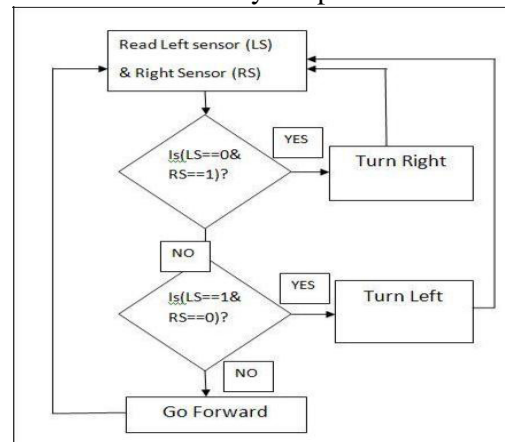 Read Left sensor (LS)
& Right Sensor (RS)
Is(LS==0&
RS==1)?
YES
Turn Right
NO
Is(LS==1&
RS==0)?
YES
Turn Left
NO
Go Forward